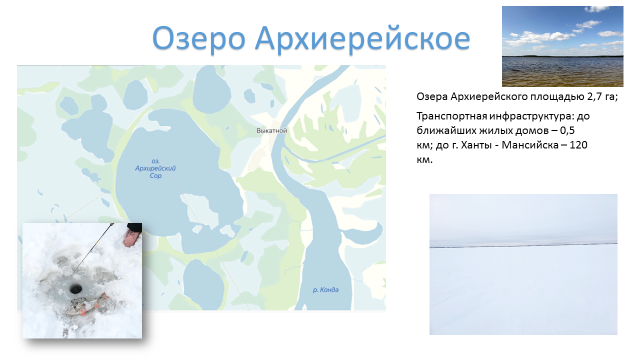 Озеро Архиерейское
Озера Архиерейского площадью 2,7 га;
Транспортная инфраструктура: до
ближайших жилых домов – 0,5
км; до г. Ханты - Мансийска – 120
км.
Выкатной
оз.
Архирейский
Сор
р. Конда